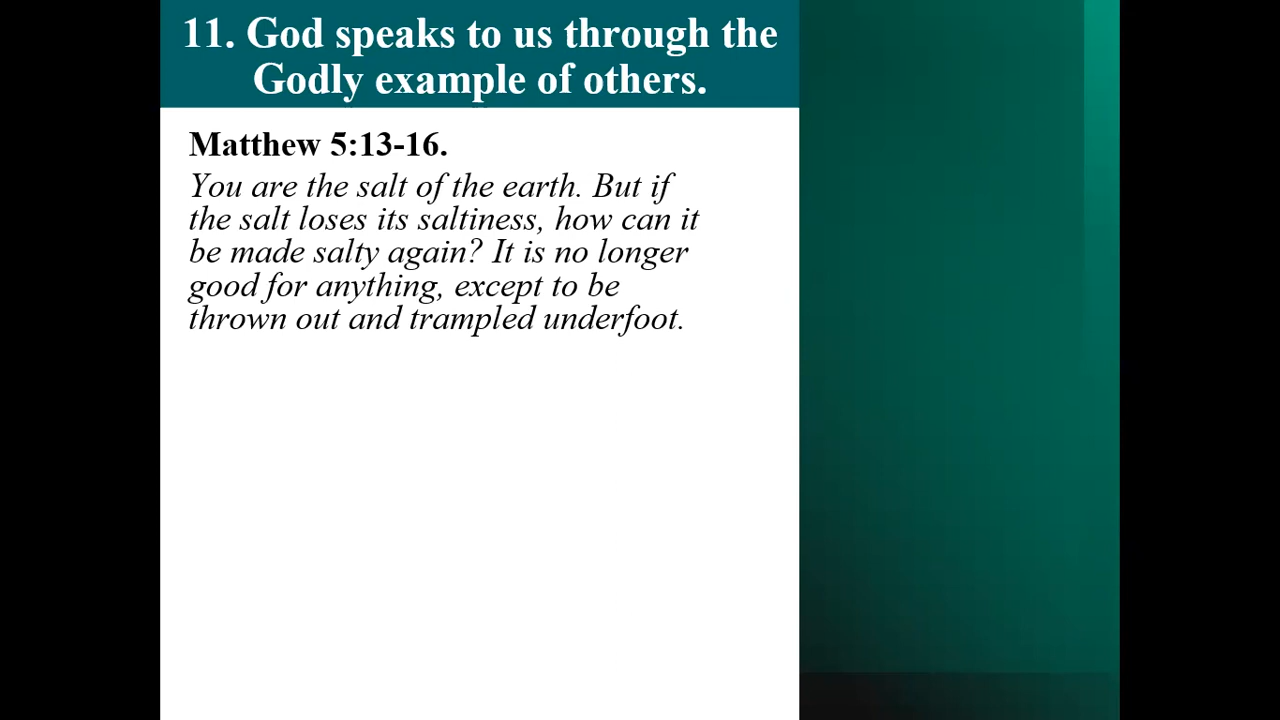 11. God speaks to us through the
Godly example of others.
Matthew 5:13-16.
You are the salt of the earth. But if
the salt loses its saltiness, how can it
be made salty again? It is no longer
good for anything, except to be
thrown out and trampled underfoot.